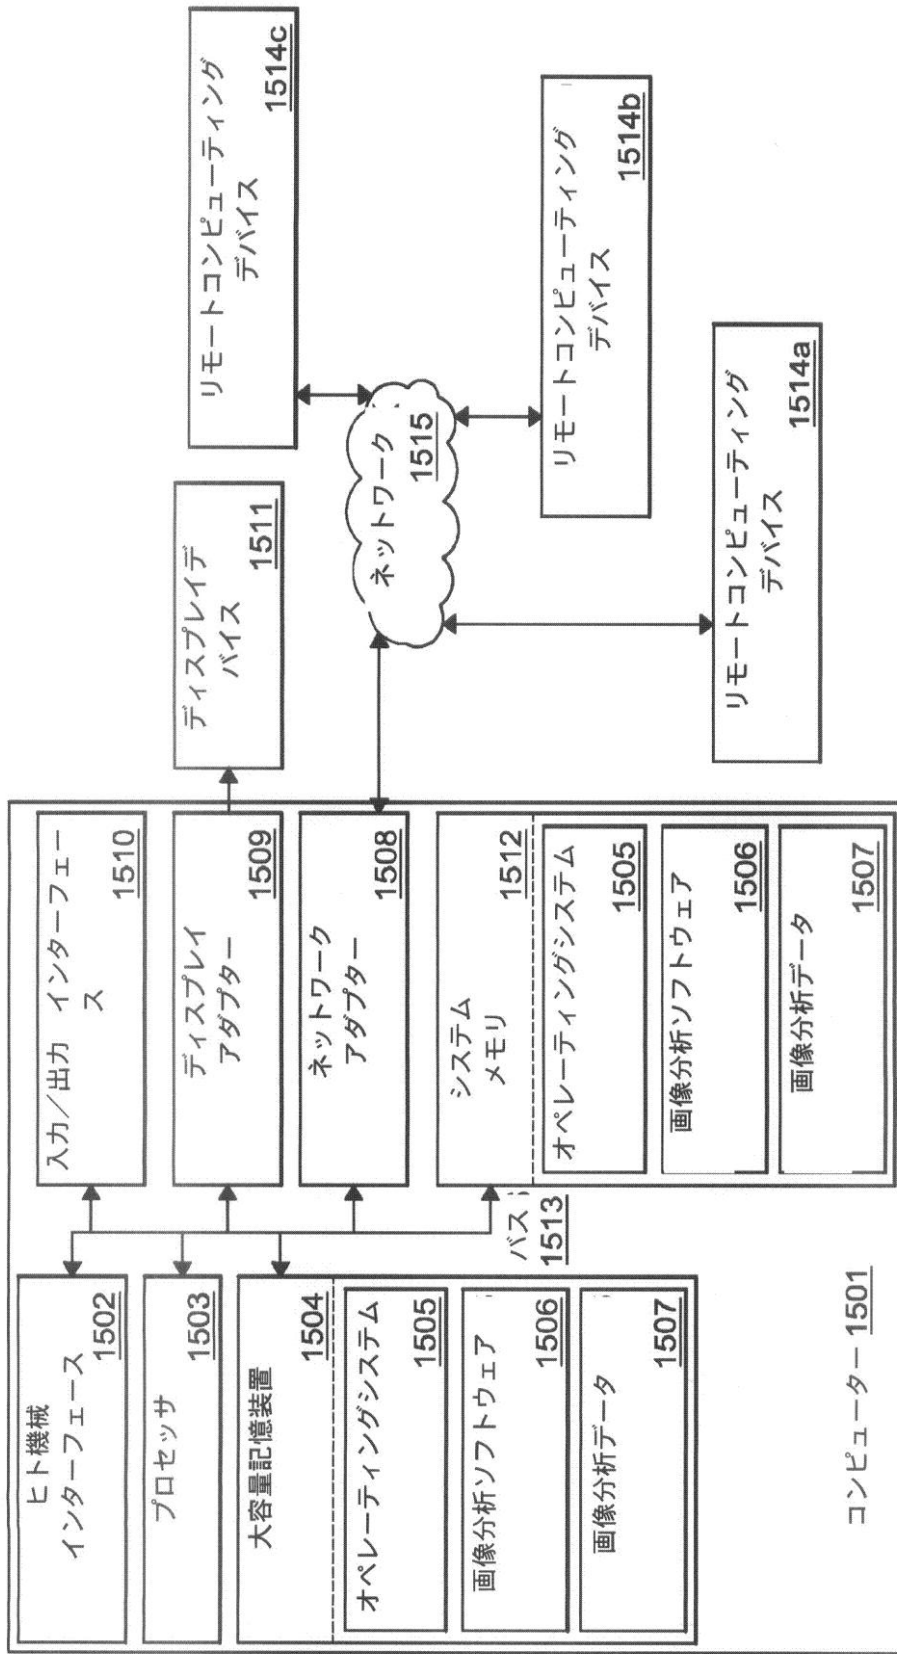 ヒト機械
インターフェース
1502
プロセッサ
1503
大容量記憶装置
1504
オペレーティングシステム
1505
画像分析ソフトウェア
1506
画像分析データ
1507
コンピューター 1501
バス
1513
入力／出力 インターフェー
ス
1510
ディスプレイ
アダプター
1509
ネットワーク
アダプター
1508
システム
メモリ
1512
オペレーティングシステム
1505
画像分析ソフトウェア
1506
画像分析データ
1507
ディスプレイデ
バイス
1511
ネットワーク
1515
リモートコンピューティング
デバイス
1514c
リモートコンピューティング
デバイス
1514b
リモートコンピューティング
デバイス
1514a